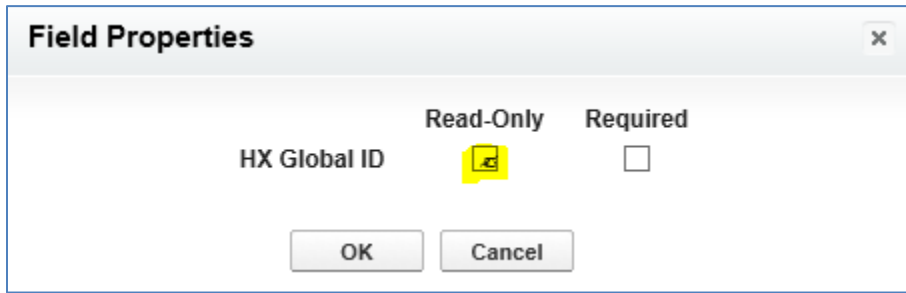 Field Properties
Read-Only Required
HX Global ID
OK Cancel